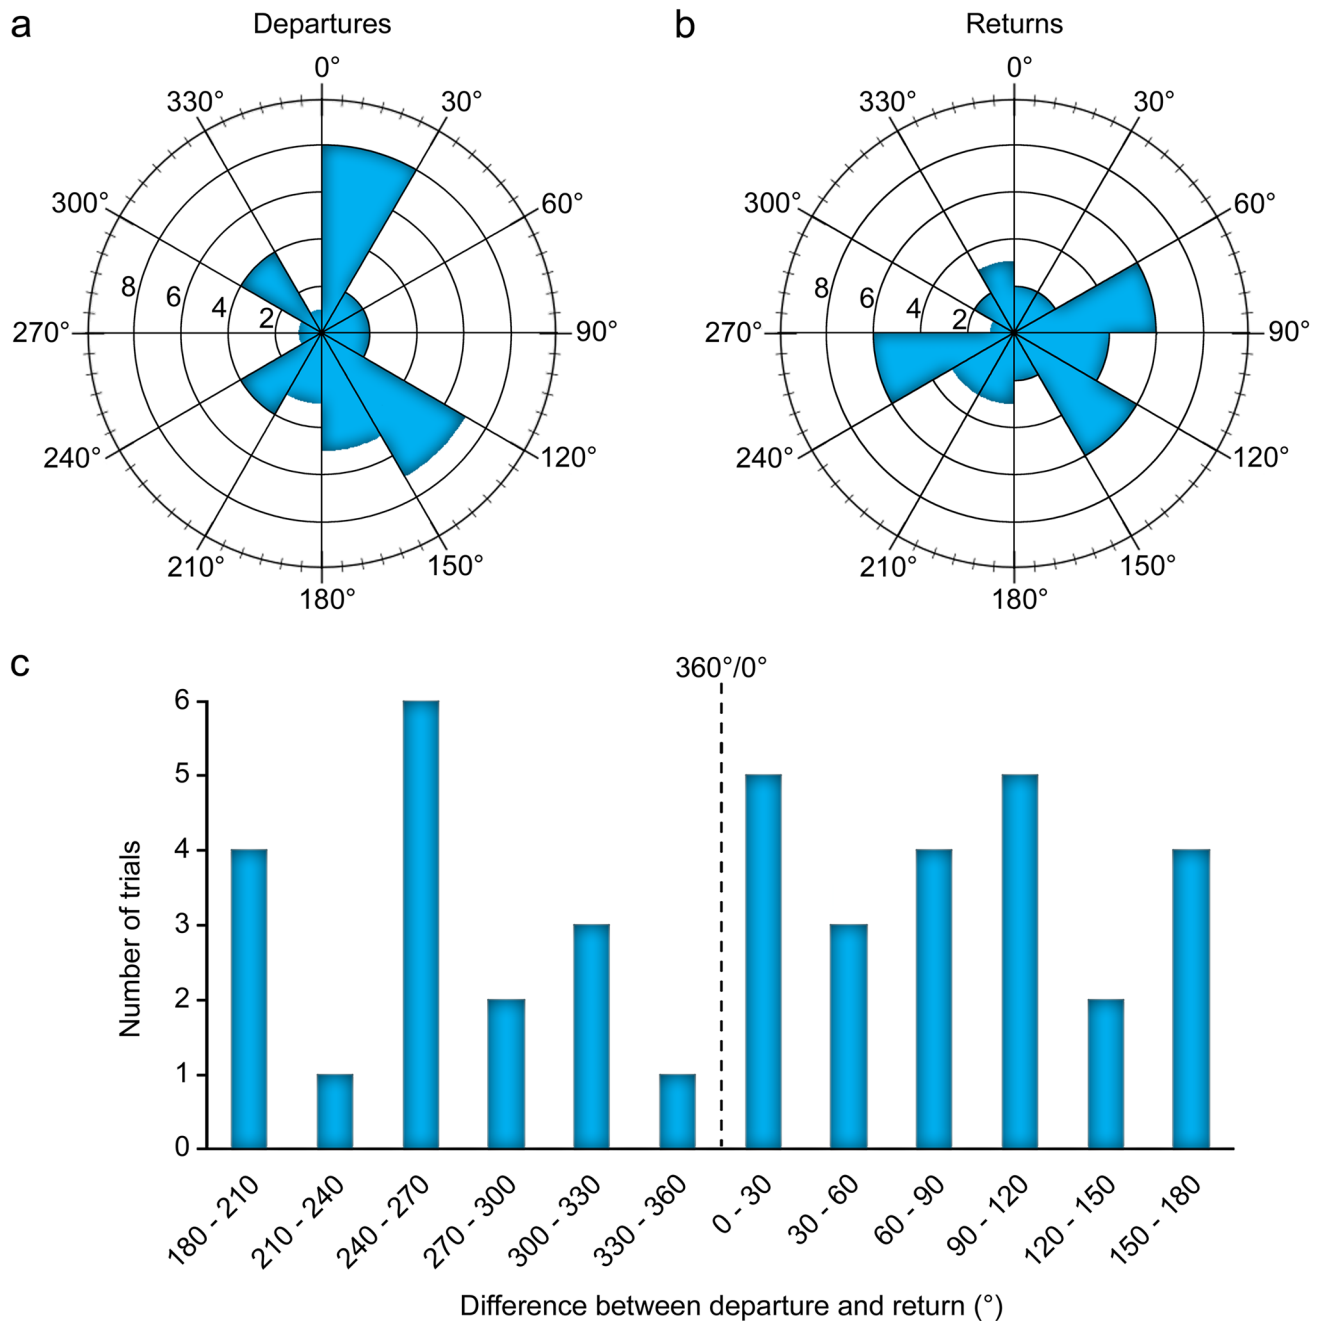 a
Departures
0°
30°
60°
90°
120°
150°
180°
210°
240°
270°
300°
330°
8
6
4
2
b
Returns
0°
30°
60°
90°
120°
150°
180°
210°
240°
270°
300°
330°
8
6
4
2
c
360°/0°
6
5
4
3
2
1
0
Number of trials
180 - 210
210 - 240
240 - 270
270 - 300
300 - 330
330 - 360
0 - 30
30 - 60
60 - 90
90 - 120
120 - 150
150 - 180
Difference between departure and return (°)